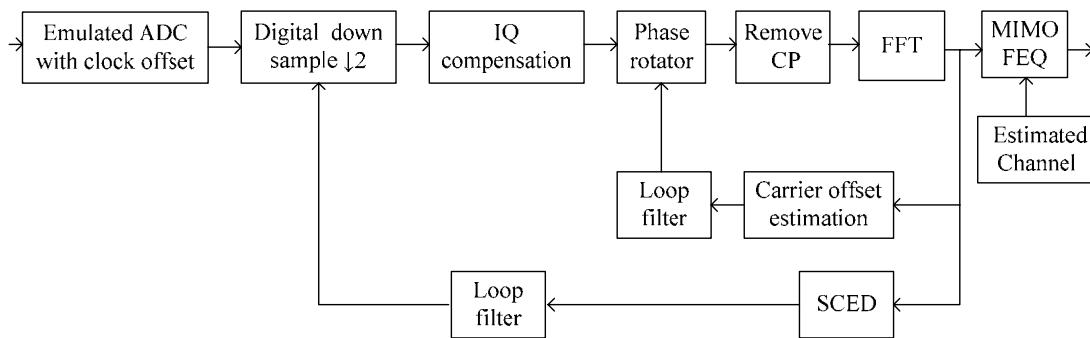 Emulated ADC
with clock offset
Digital down
sample ↓2
IQ
compensation
Phase
rotator
Remove
CP
FFT
MIMO
FEQ
Estimated
Channel
Loop
filter
Carrier offset
estimation
Loop
filter
SCED